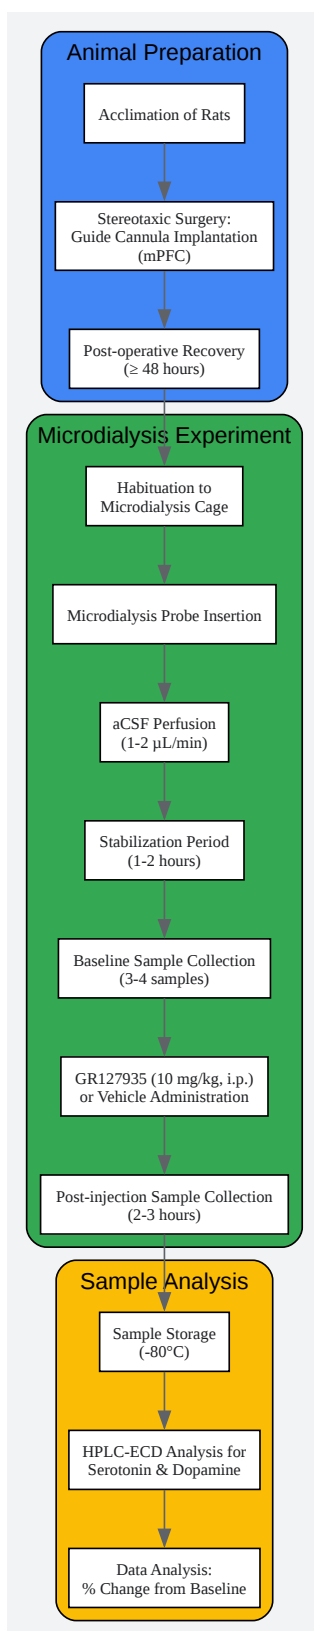 Animal Preparation
Acclimation of Rats
Stereotaxic Surgery:
Guide Cannula Implantation
(mPFC)
Post-operative Recovery
(≥ 48 hours)
Microdialysis Experiment
Habituation to
Microdialysis Cage
Microdialysis Probe Insertion
aCSF Perfusion
(1-2 µL/min)
Stabilization Period
(1-2 hours)
Baseline Sample Collection
(3-4 samples)
GR127935 (10 mg/kg, i.p.)
or Vehicle Administration
Post-injection Sample Collection
(2-3 hours)
Sample Analysis
Sample Storage
(-80°C)
HPLC-ECD Analysis for
Serotonin & Dopamine
Data Analysis:
% Change from Baseline